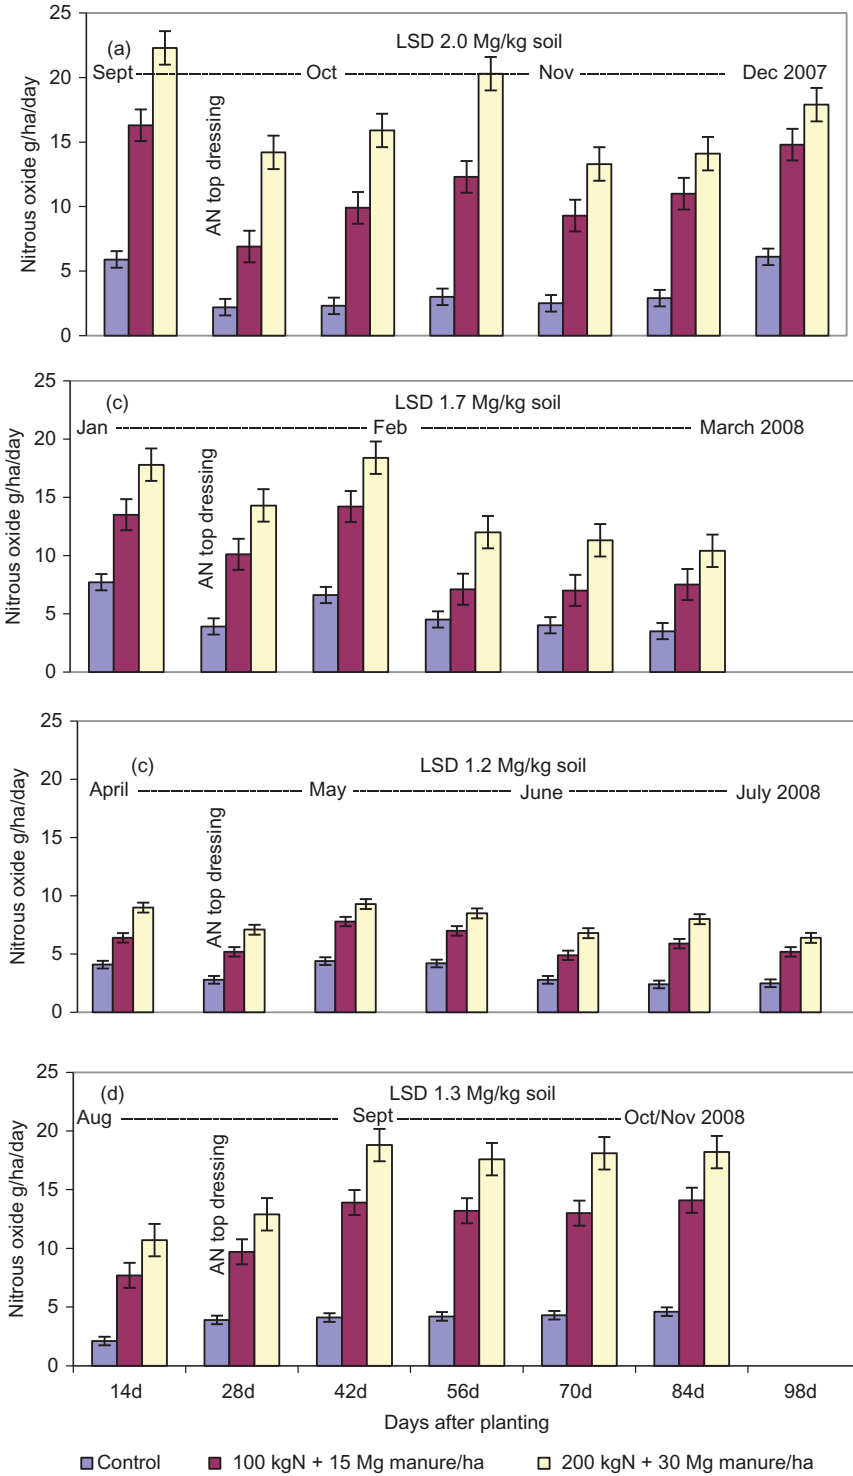 (a)
LSD 2.0 Mg/kg soil
Sept
Oct
Nov
Dec 2007
AN top dressing
Nitrous oxide g/ha/day
25
20
15
10
5
0
(c)
LSD 1.7 Mg/kg soil
Jan
Feb
March 2008
AN top dressing
Nitrous oxide g/ha/day
25
20
15
10
5
0
(c)
LSD 1.2 Mg/kg soil
April
May
June
July 2008
AN top dressing
Nitrous oxide g/ha/day
25
20
15
10
5
0
(d)
LSD 1.3 Mg/kg soil
Aug
Sept
Oct/Nov 2008
AN top dressing
Nitrous oxide g/ha/day
25
20
15
10
5
0
14d 28d 42d 56d 70d 84d 98d
Days after planting
Control 100 kgN + 15 Mg manure/ha 200 kgN + 30 Mg manure/ha